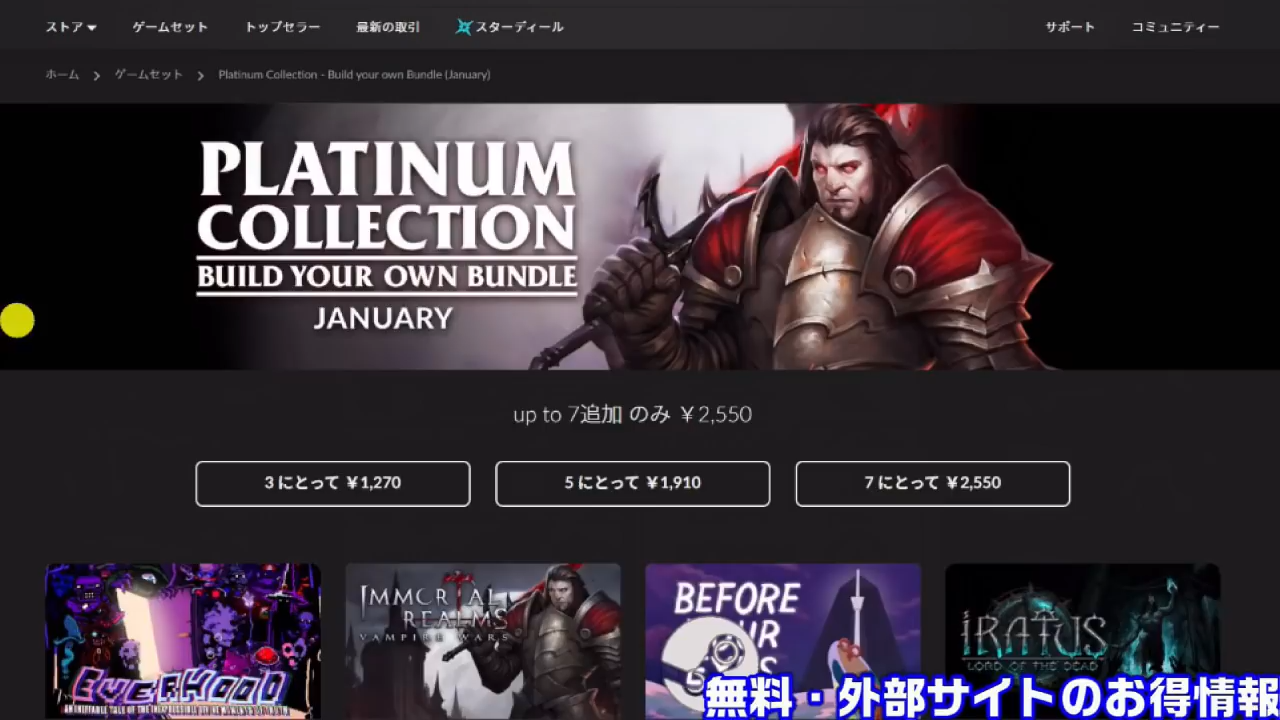 ストア ゲームセット トップセラー 最新の取引 スターディール サポート コミュニティー
ホーム > ゲームセット > Platinum Collection - Build your own Bundle (January)
PLATINUM
COLLECTION
BUILD YOUR OWN BUNDLE
JANUARY
up to 7追加 のみ ¥2,550
3 にとって ¥1,270 5 にとって ¥1,910 7 にとって ¥2,550
EVERHOOD
IMMORTAL
REALMS
VAMPIRE WARS
BEFORE
IRATUS
LORD OF THE DEAD
無料・外部サイトのお得情報